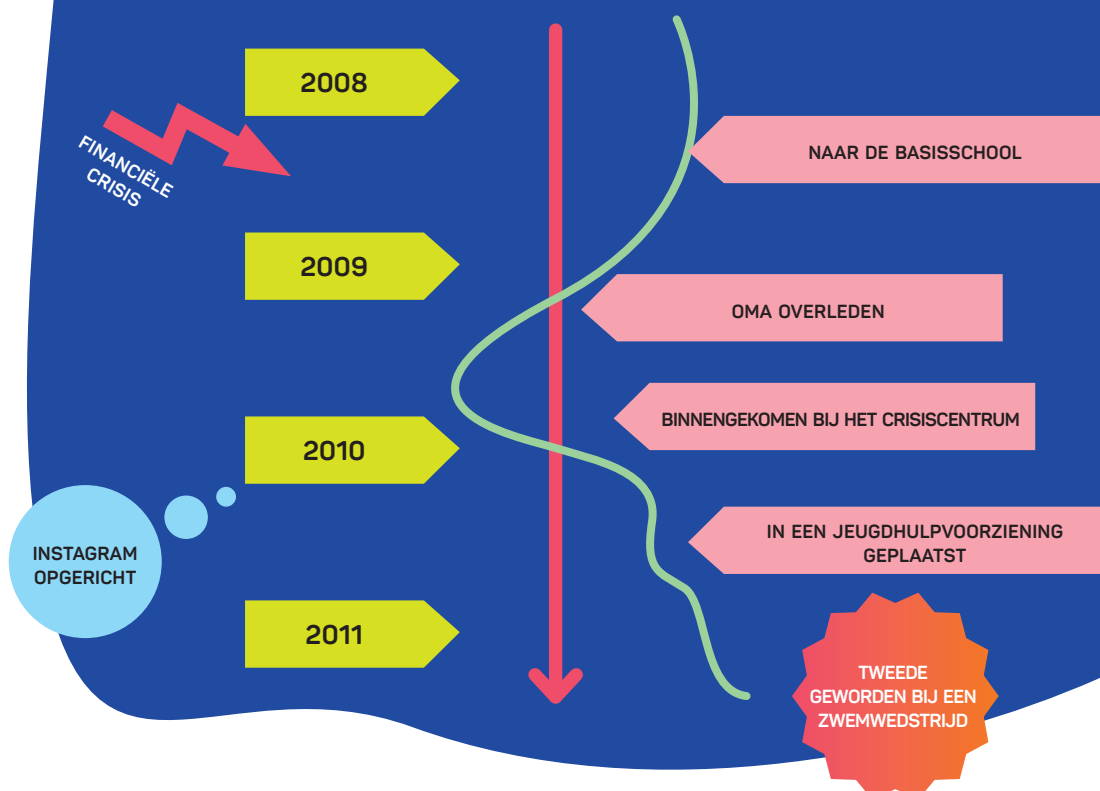 2008
FINANCIËLE
CRISIS
NAAR DE BASISSCHOOL
2009
OMA OVERLEDEN
BINNENGEKOMEN BIJ HET CRISISCENTRUM
2010
INSTAGRAM
OPGERICHT
IN EEN JEUGDHULPVOORZIENING
GEPLAATST
2011
TWEEDE
GEWORDEN BIJ EEN
ZWEMWEDSTRIJD